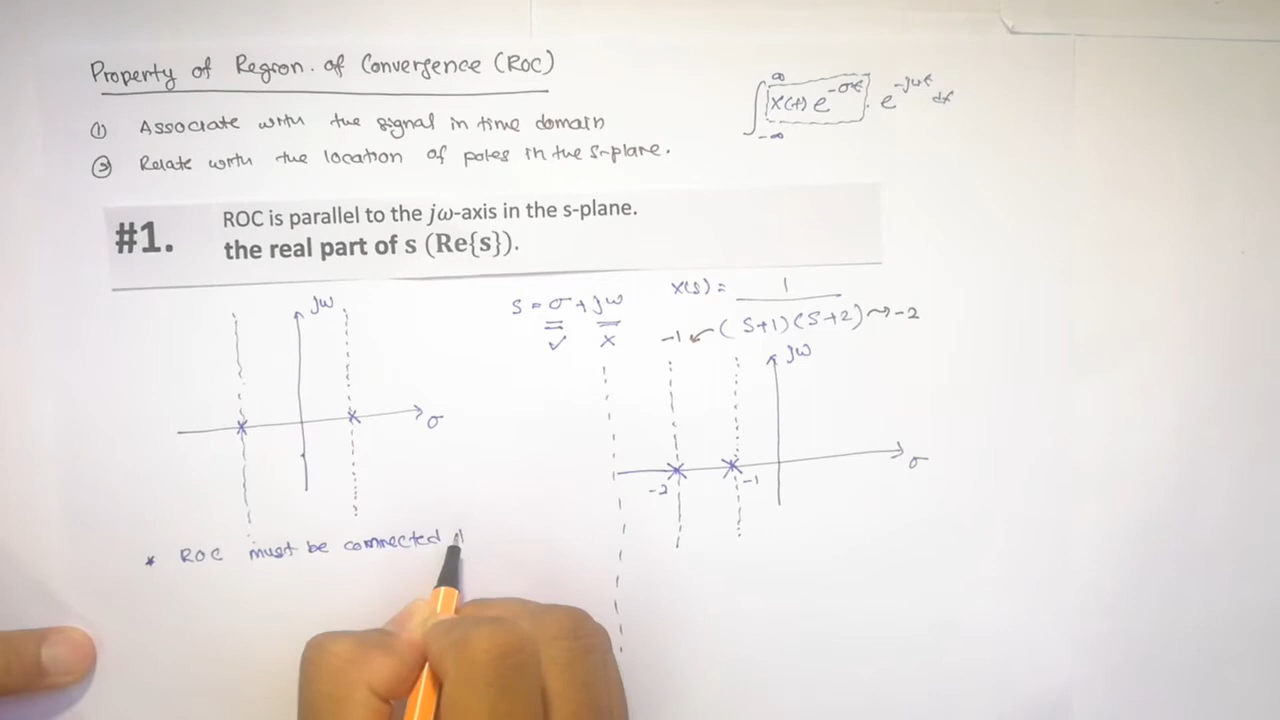 Property of Region of Convergence (ROC)
① Associate with the signal in time domain
② Relate with the location of poles in the s-plane.
∫_{-∞}^{∞} x(t) e^{-σt} . e^{-jωt} dt
#1. ROC is parallel to the jω-axis in the s-plane.
the real part of s (Re{s}).
s = σ + jω
✓ ×
X(s) = 1
-1 (s+1)(s+2) -2
jω
σ
jω
σ
-2 -1
* ROC must be connected